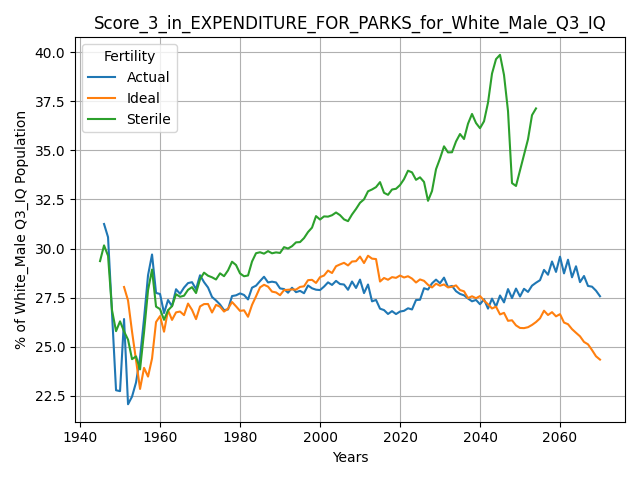 Score_3_in_EXPENDITURE_FOR_PARKS_for_White_Male_Q3_IQ
Fertility
Actual
Ideal
Sterile
% of White_Male Q3_IQ Population
40.0
37.5
35.0
32.5
30.0
27.5
25.0
22.5
1940 1960 1980 2000 2020 2040 2060
Years